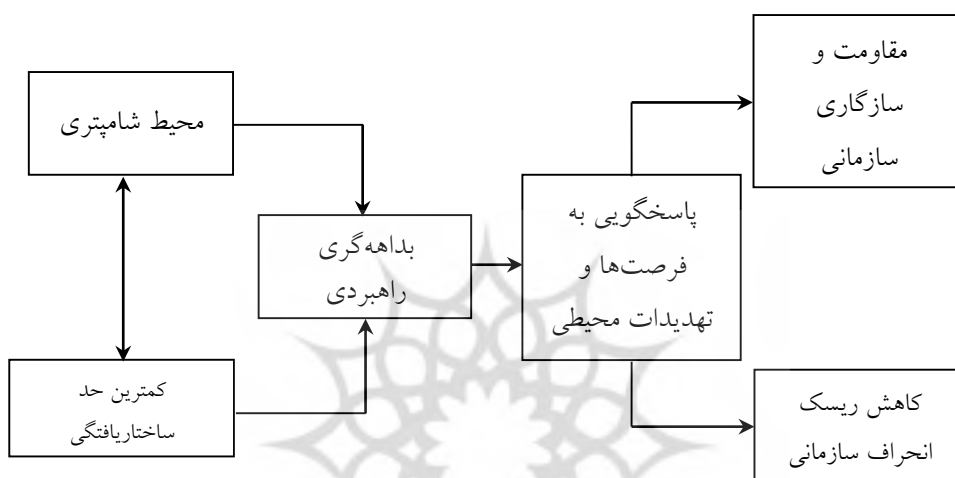 محیط شامپتری
کمترین حد
ساختاریافتگی
بداهه‌گری
راهبردی
پاسخگویی به
فرصت‌ها و
تهدیدات محیطی
مقاومت و
سازگاری
سازمانی
کاهش ریسک
انحراف سازمانی